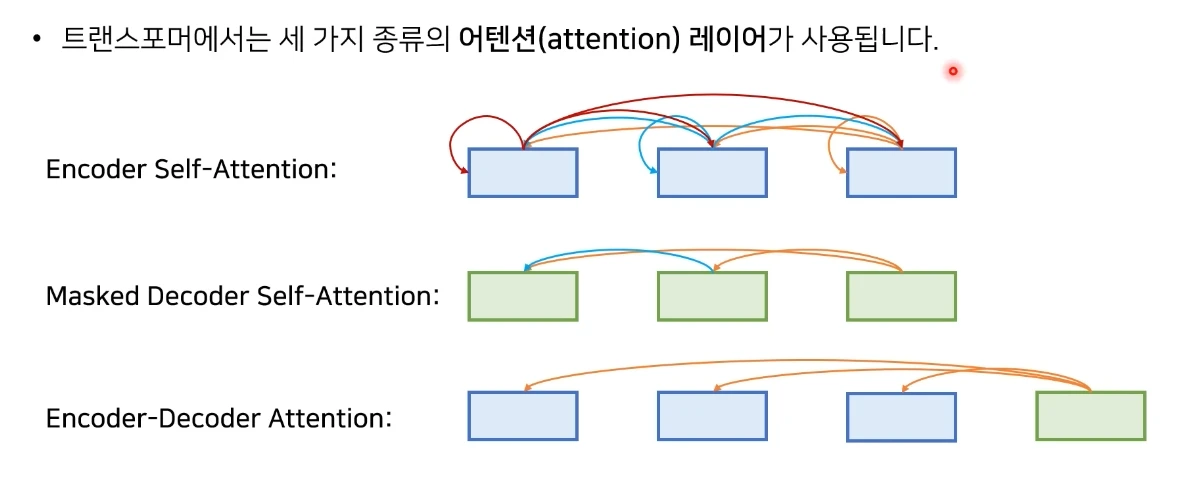 • 트랜스포머에서는 세 가지 종류의 어텐션(attention) 레이어가 사용됩니다.
Encoder Self-Attention:
Masked Decoder Self-Attention:
Encoder-Decoder Attention: